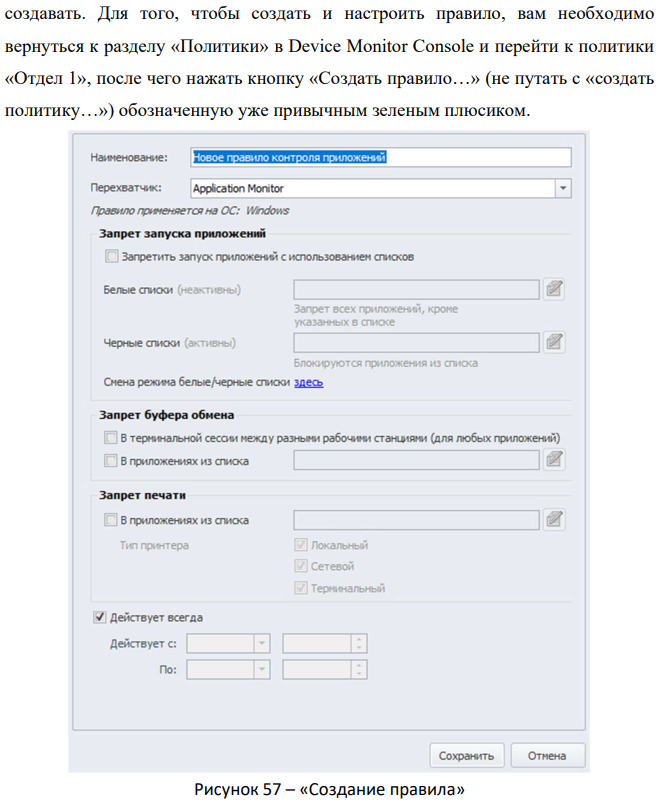 создавать. Для того, чтобы создать и настроить правило, вам необходимо
вернуться к разделу «Политики» в Device Monitor Console и перейти к политики
«Отдел 1», после чего нажать кнопку «Создать правило…» (не путать с «создать
политику…») обозначенную уже привычным зеленым плюсиком.
Наименование: Новое правило контроля приложений
Перехватчик: Application Monitor
Правило применяется на ОС: Windows
Запрет запуска приложений
Запретить запуск приложений с использованием списков
Белые списки (неактивны)
Запрет всех приложений, кроме
указанных в списке
Черные списки (активны)
Блокируются приложения из списка
Смена режима белые/черные списки здесь
Запрет буфера обмена
В терминальной сессии между разными рабочими станциями (для любых приложений)
В приложениях из списка
Запрет печати
В приложениях из списка
Тип принтера Локальный
Сетевой
Терминальный
Действует всегда
Действует с:
По:
Сохранить Отмена
Рисунок 57 – «Создание правила»